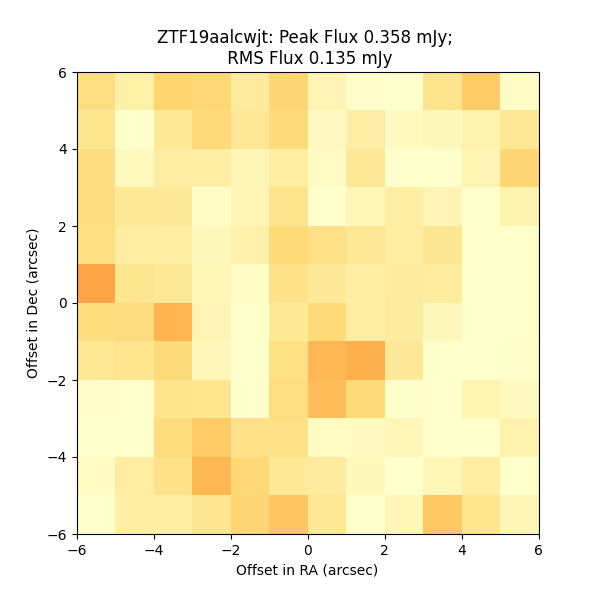 ZTF19aalcwjt: Peak Flux 0.358 mJy;
RMS Flux 0.135 mJy
6
4
2
0
−2
−4
−6
Offset in Dec (arcsec)
−6 −4 −2 0 2 4 6
Offset in RA (arcsec)